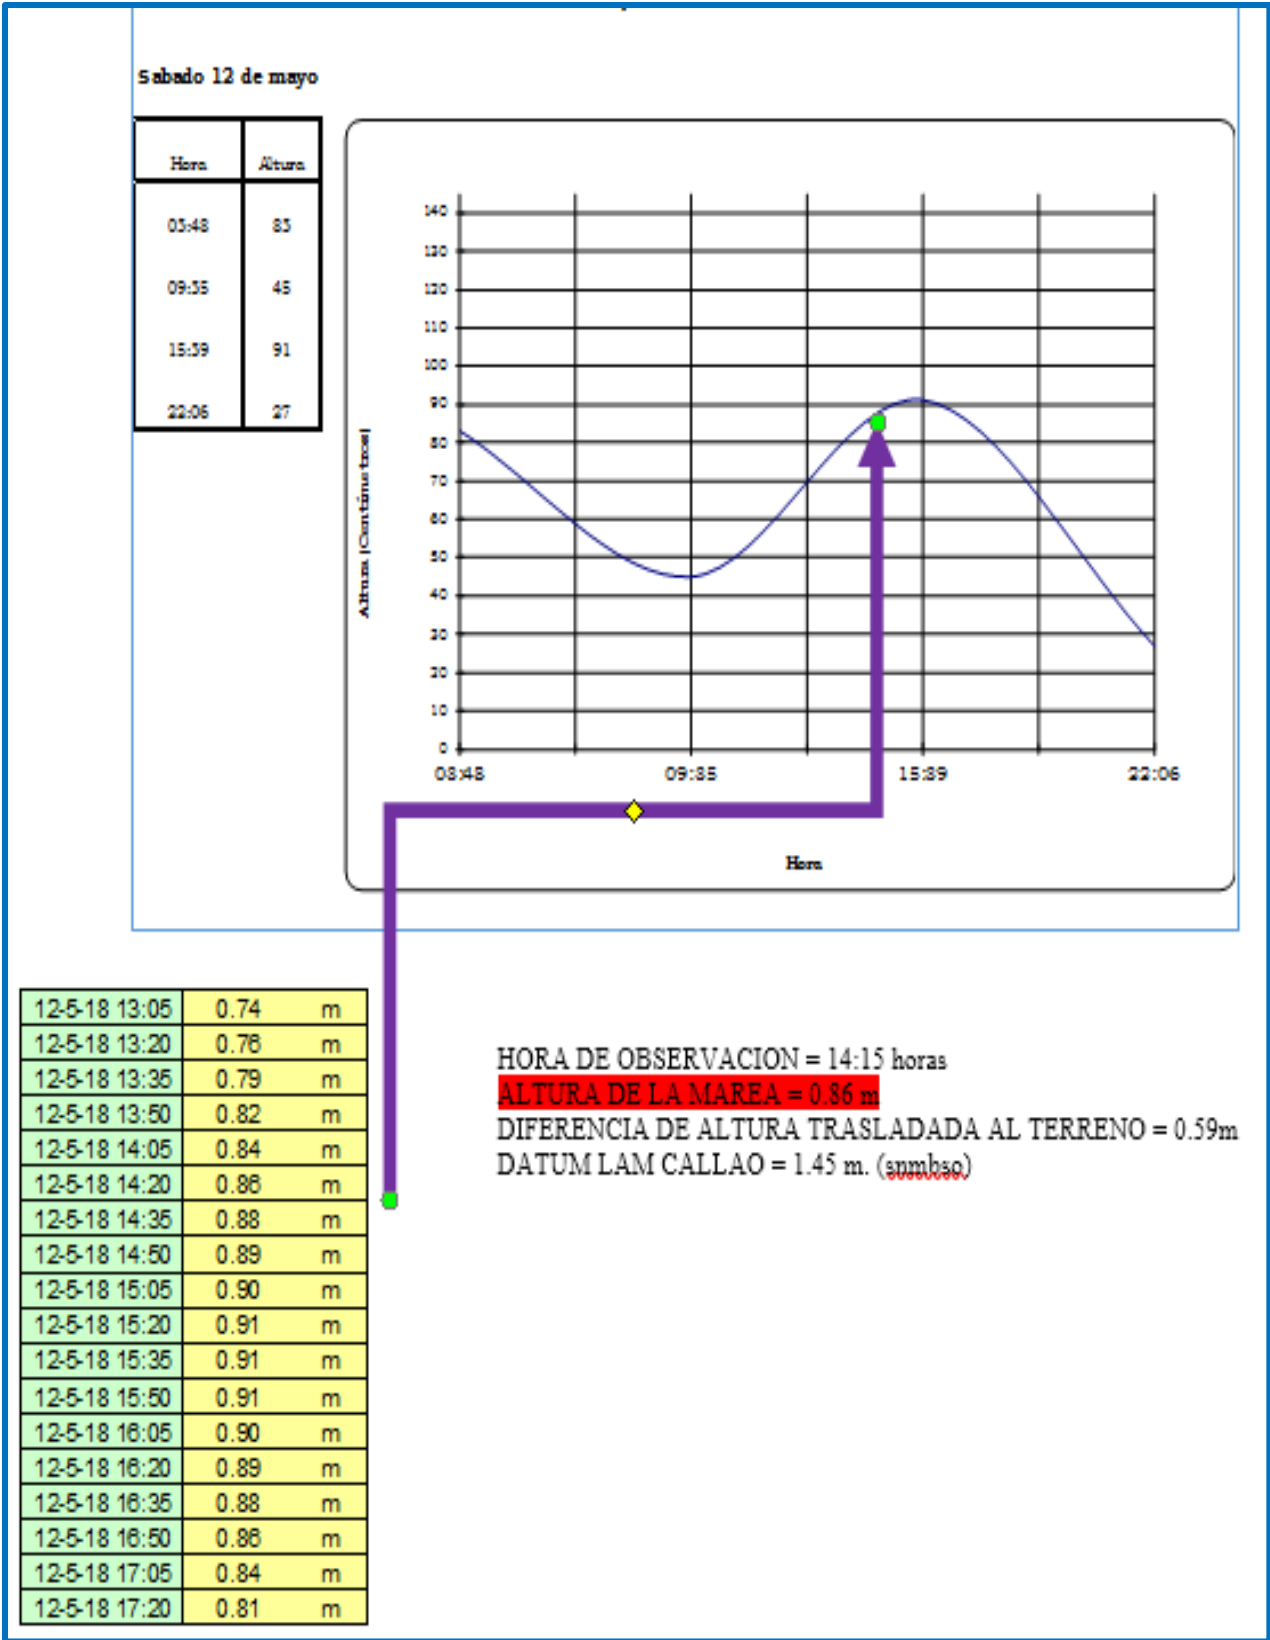 Sabado 12 de mayo
Hora Altura
03:48 83
09:35 45
15:39 91
22:06 27
140
130
120
110
100
90
80
70
60
50
40
30
20
10
0
Altura (Centímetros)
03:48 09:35 15:39 22:06
Hora
12-5-18 13:05 0.74 m
12-5-18 13:20 0.76 m
12-5-18 13:35 0.79 m
12-5-18 13:50 0.82 m
12-5-18 14:05 0.84 m
12-5-18 14:20 0.86 m
12-5-18 14:35 0.88 m
12-5-18 14:50 0.89 m
12-5-18 15:05 0.90 m
12-5-18 15:20 0.91 m
12-5-18 15:35 0.91 m
12-5-18 15:50 0.91 m
12-5-18 16:05 0.90 m
12-5-18 16:20 0.89 m
12-5-18 16:35 0.88 m
12-5-18 16:50 0.86 m
12-5-18 17:05 0.84 m
12-5-18 17:20 0.81 m
HORA DE OBSERVACION = 14:15 horas
ALTURA DE LA MAREA = 0.86 m
DIFERENCIA DE ALTURA TRASLADADA AL TERRENO = 0.59m
DATUM LAM CALLAO = 1.45 m. (snmbso)